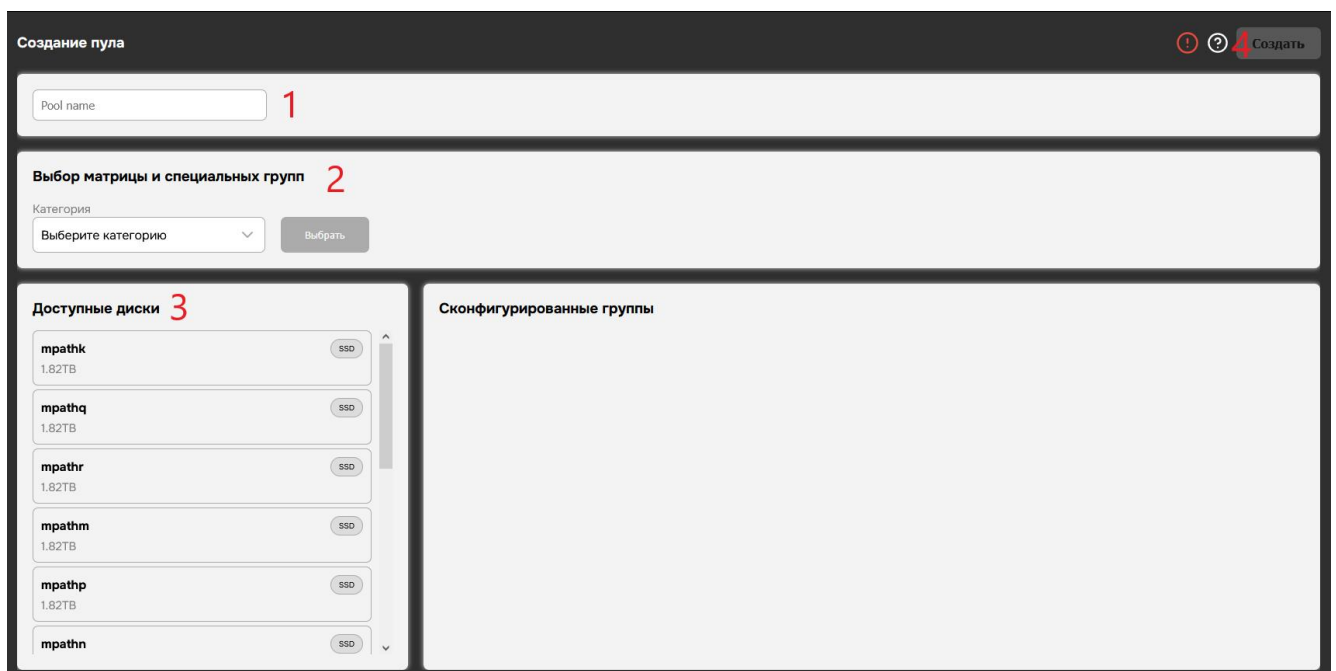 Создание пула
4 Создать
Pool name 1
Выбор матрицы и специальных групп 2
Категория
Выберите категорию
Выбрать
Доступные диски 3
mpathk SSD
1.82TB
mpathq SSD
1.82TB
mpathr SSD
1.82TB
mpathm SSD
1.82TB
mpathp SSD
1.82TB
mpathn SSD
Сконфигурированные группы